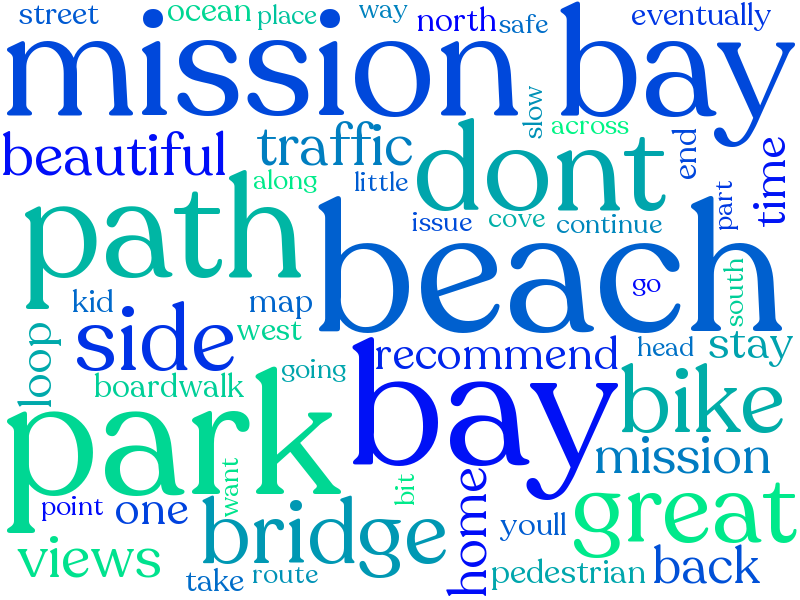 street
ocean
place
way
north
safe
eventually
mission bay
slow
across
beautiful
traffic
dont
end
time
along
little
path
issue
cove
continue
part
beach
go
south
kid
map
side
west
loop
recommend
head
stay
boardwalk
going
park
bay
bike
mission
want
bit
point
one
bridge
home
youll
great
views
take
route
pedestrian
back